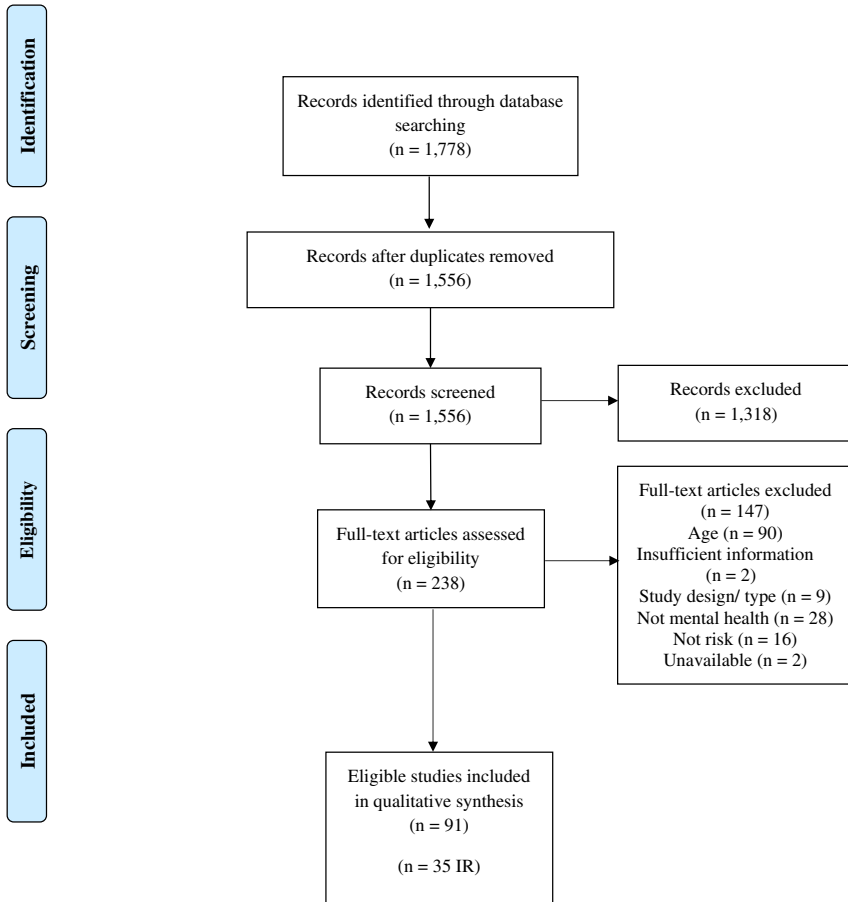 Identification
Records identified through database
searching
(n = 1,778)
Screening
Records after duplicates removed
(n = 1,556)
Records screened
(n = 1,556)
Records excluded
(n = 1,318)
Eligibility
Full-text articles assessed
for eligibility
(n = 238)
Full-text articles excluded
(n = 147)
Age (n = 90)
Insufficient information
(n = 2)
Study design/ type (n = 9)
Not mental health (n = 28)
Not risk (n = 16)
Unavailable (n = 2)
Included
Eligible studies included
in qualitative synthesis
(n = 91)
(n = 35 IR)